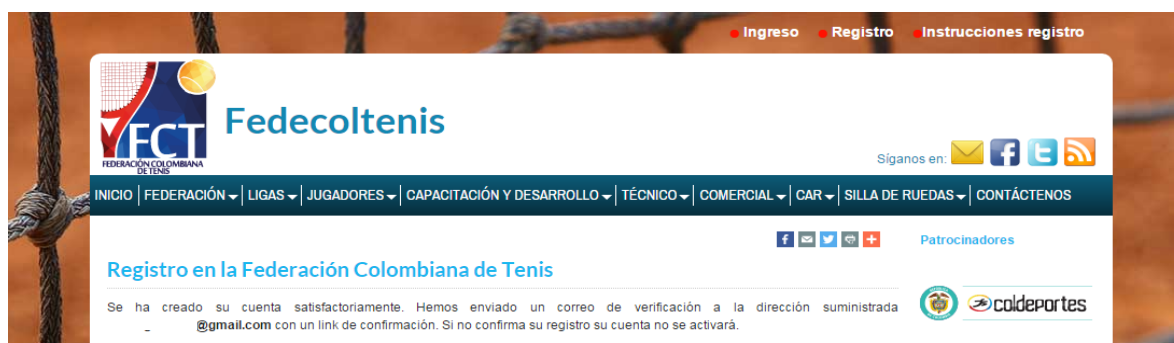 Ingreso Registro Instrucciones registro
FCT
FEDERACIÓN COLOMBIANA
DE TENIS
Fedecoltenis
Síganos en:
INICIO FEDERACIÓN LIGAS JUGADORES CAPACITACIÓN Y DESARROLLO TÉCNICO COMERCIAL CAR SILLA DE RUEDAS CONTÁCTENOS
Patrocinadores
Registro en la Federación Colombiana de Tenis
Se ha creado su cuenta satisfactoriamente. Hemos enviado un correo de verificación a la dirección suministrada
@gmail.com con un link de confirmación. Si no confirma su registro su cuenta no se activará.
coldeportes